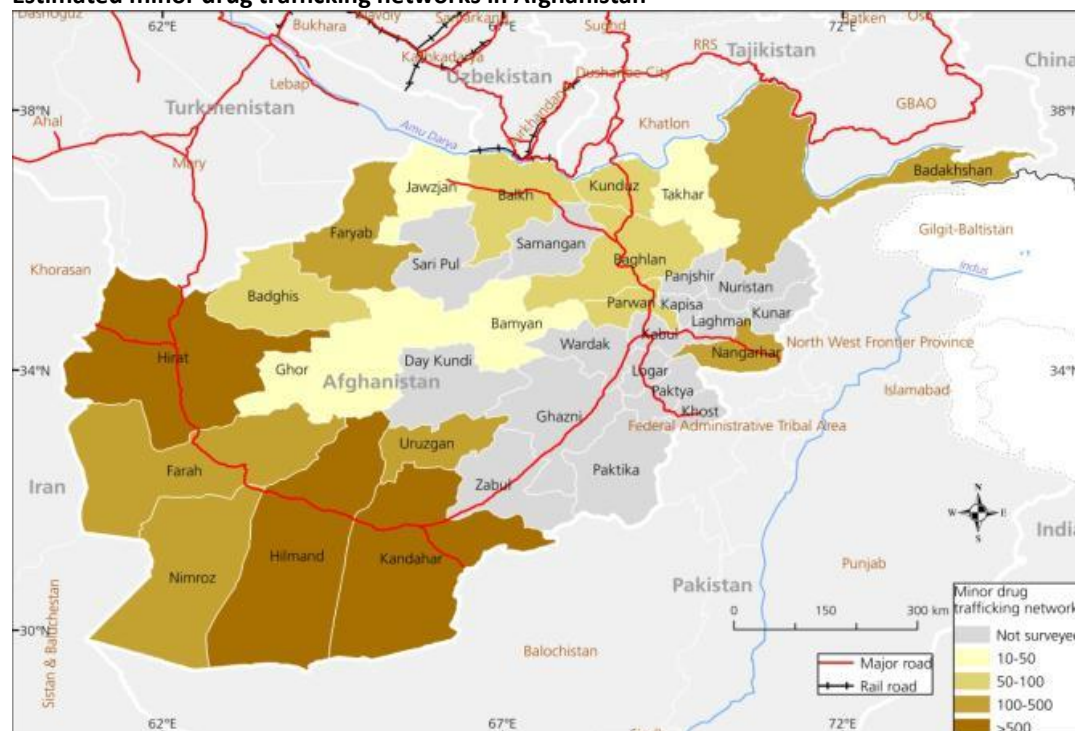 Estimated minor drug trafficking networks in Afghanistan
62°E
67°E
72°E
Bukhara
Sughd
Batken
Kashkadarya
Uzbekistan
Dushanbe City
RRS
Tajikistan
China
Lebap
Turkmenistan
38°N
38°N
Ahal
Amu Darya
Khatlon
GBAO
Mary
Badakhshan
Jawzjan
Balkh
Kunduz
Takhar
Faryab
Gilgit-Baltistan
Samangan
Sari Pul
Baghlan
Khorasan
Panjshir
Indus
Nuristan
Badghis
Parwan
Kapisa
Bamyan
Kunar
Laghman
Kabul
Wardak
North West Frontier Province
Nangarhar
Hirat
Day Kundi
Ghor
Logar
34°N
34°N
Afghanistan
Paktya
Islamabad
Khost
Ghazni
Federal Administrative Tribal Area
Uruzgan
Farah
Paktika
Iran
Zabul
N
W
E
S
India
Hilmand
Kandahar
Punjab
Nimroz
Pakistan
Minor drug
trafficking network
0
150
300 km
Not surveyed
30°N
Balochistan
Sistan & Baluchestan
10-50
Major road
50-100
Rail road
100-500
>500
62°E
67°E
72°E